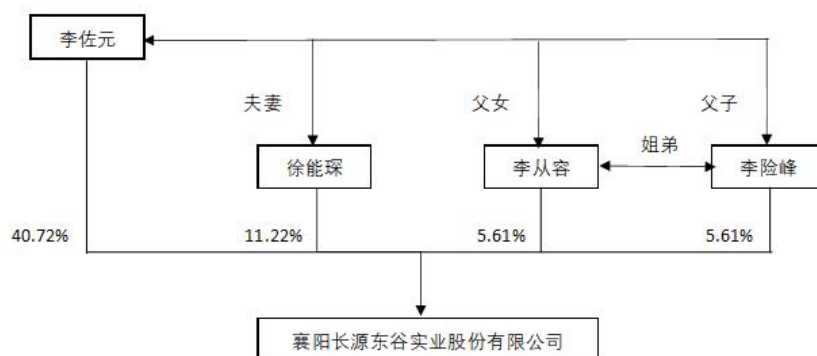 李佐元
夫妻
父女
父子
姐弟
徐能琛
李从容
李险峰
40.72%
11.22%
5.61%
5.61%
襄阳长源东谷实业股份有限公司